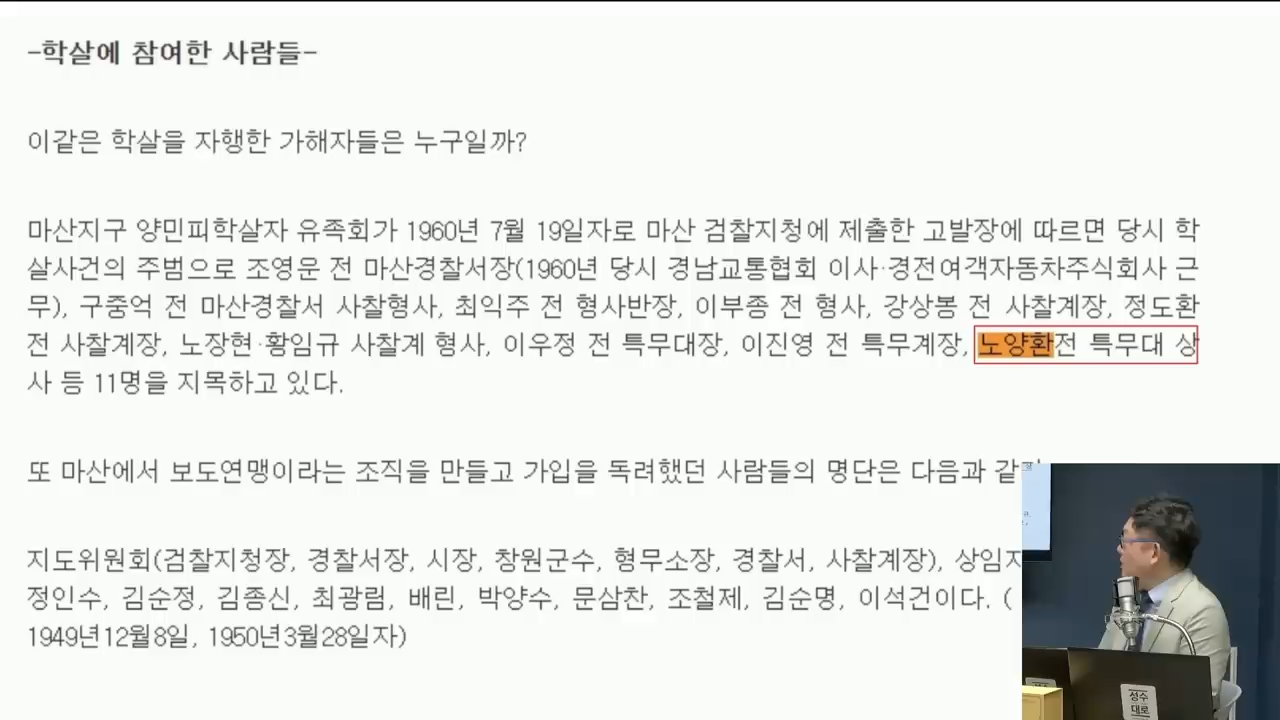 -학살에 참여한 사람들-
이같은 학살을 자행한 가해자들은 누구일까?
마산지구 양민피학살자 유족회가 1960년 7월 19일자로 마산 검찰지청에 제출한 고발장에 따르면 당시 학
살사건의 주범으로 조영운 전 마산경찰서장(1960년 당시 경남교통협회 이사·경전여객자동차주식회사 근
무), 구중억 전 마산경찰서 사찰형사, 최익주 전 형사반장, 이부종 전 형사, 강상봉 전 사찰계장, 정도환
전 사찰계장, 노장현·황임규 사찰계 형사, 이우정 전 특무대장, 이진영 전 특무계장, 노양환전 특무대 상
사 등 11명을 지목하고 있다.
또 마산에서 보도연맹이라는 조직을 만들고 가입을 독려했던 사람들의 명단은 다음과
지도위원회(검찰지청장, 경찰서장, 시장, 창원군수, 형무소장, 경찰서, 사찰계장),
정인수, 김순정, 김종신, 최광림, 배린, 박양수, 문삼찬, 조철제, 김순명, 이석건이다. (
1949년12월8일, 1950년3월28일자)
성수
대로